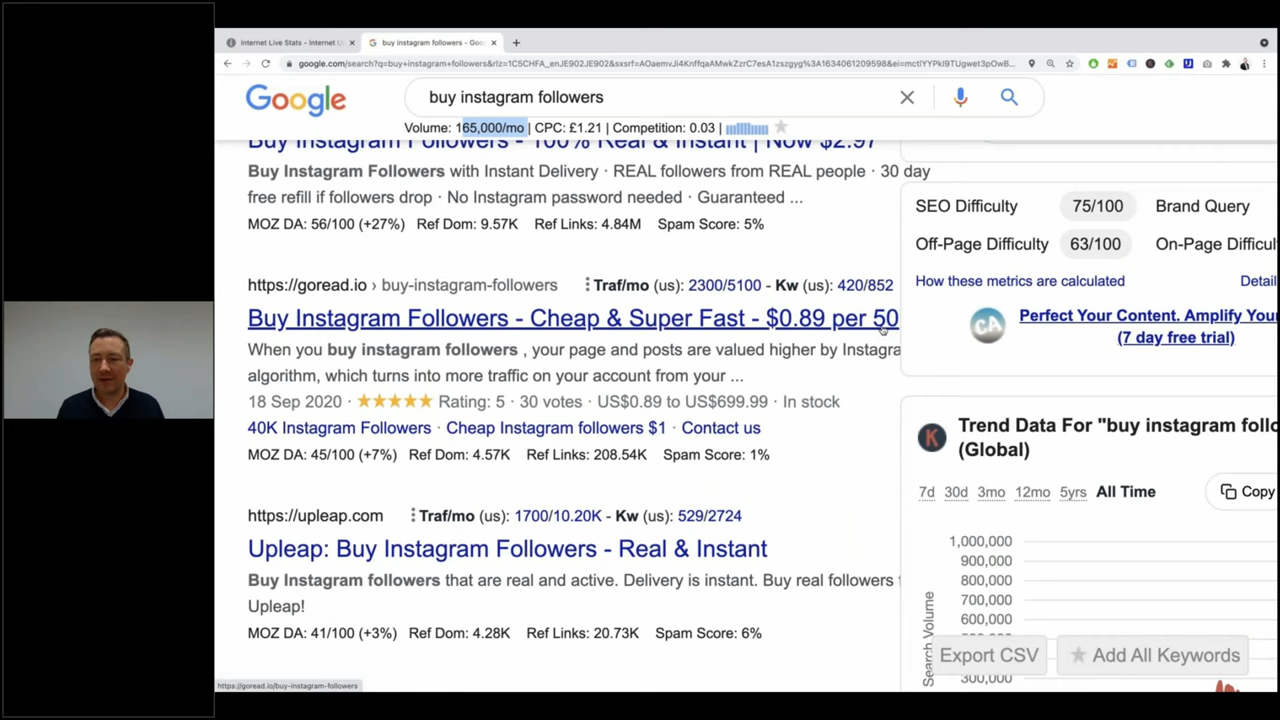 Internet Live Stats - Internet U
buy instagram followers - Goo
google.com/search?q=buy+instagram+followers&rlz=1C5CHFA_enJE902JE902&sxsrf=
Google
buy instagram followers
Volume: 165,000/mo | CPC: £1.21 | Competition: 0.03 |
Buy Instagram Followers - 100% Real & Instant | Now $2.97
Buy Instagram Followers with Instant Delivery · REAL followers from REAL people · 30 day
free refill if followers drop · No Instagram password needed · Guaranteed ...
MOZ DA: 56/100 (+27%) Ref Dom: 9.57K Ref Links: 4.84M Spam Score: 5%
https://goread.io › buy-instagram-followers Traf/mo (us): 2300/5100 - Kw (us): 420/852
Buy Instagram Followers - Cheap & Super Fast - $0.89 per 50
When you buy instagram followers , your page and posts are valued higher by Instagra
algorithm, which turns into more traffic on your account from your ...
18 Sep 2020 · ★★★★★ Rating: 5 · 30 votes · US$0.89 to US$699.99 · In stock
40K Instagram Followers · Cheap Instagram followers $1 · Contact us
MOZ DA: 45/100 (+7%) Ref Dom: 4.57K Ref Links: 208.54K Spam Score: 1%
https://upleap.com Traf/mo (us): 1700/10.20K - Kw (us): 529/2724
Upleap: Buy Instagram Followers - Real & Instant
Buy Instagram followers that are real and active. Delivery is instant. Buy real followers f
Upleap!
MOZ DA: 41/100 (+3%) Ref Dom: 4.28K Ref Links: 20.73K Spam Score: 6%
https://goread.io/buy-instagram-followers
SEO Difficulty 75/100 Brand Query
Off-Page Difficulty 63/100 On-Page Difficul
How these metrics are calculated Detail
CA
Perfect Your Content. Amplify Your
(7 day free trial)
K
Trend Data For "buy instagram follo
(Global)
7d 30d 3mo 12mo 5yrs All Time
Copy
1,000,000
900,000
800,000
700,000
600,000
300,000
Search Volume
Export CSV
★ Add All Keywords